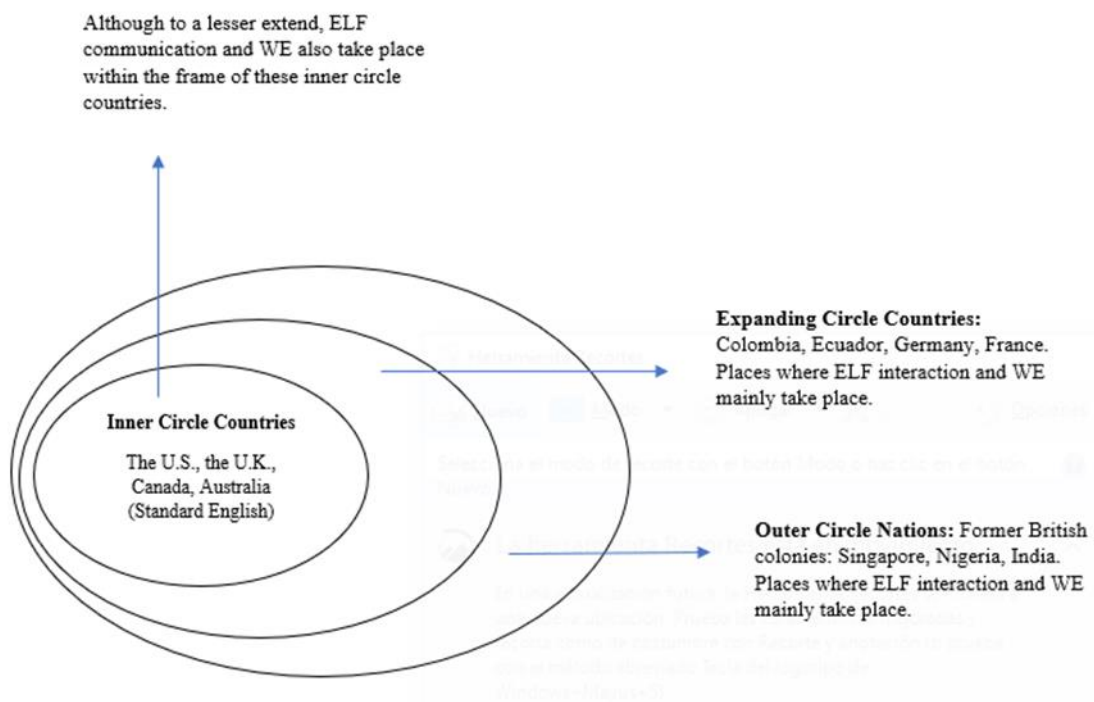 Although to a lesser extend, ELF
communication and WE also take place
within the frame of these inner circle
countries.
Expanding Circle Countries:
Colombia, Ecuador, Germany, France.
Places where ELF interaction and WE
mainly take place.
Inner Circle Countries
The U.S., the U.K.,
Canada, Australia
(Standard English)
Outer Circle Nations: Former British
colonies: Singapore, Nigeria, India.
Places where ELF interaction and WE
mainly take place.